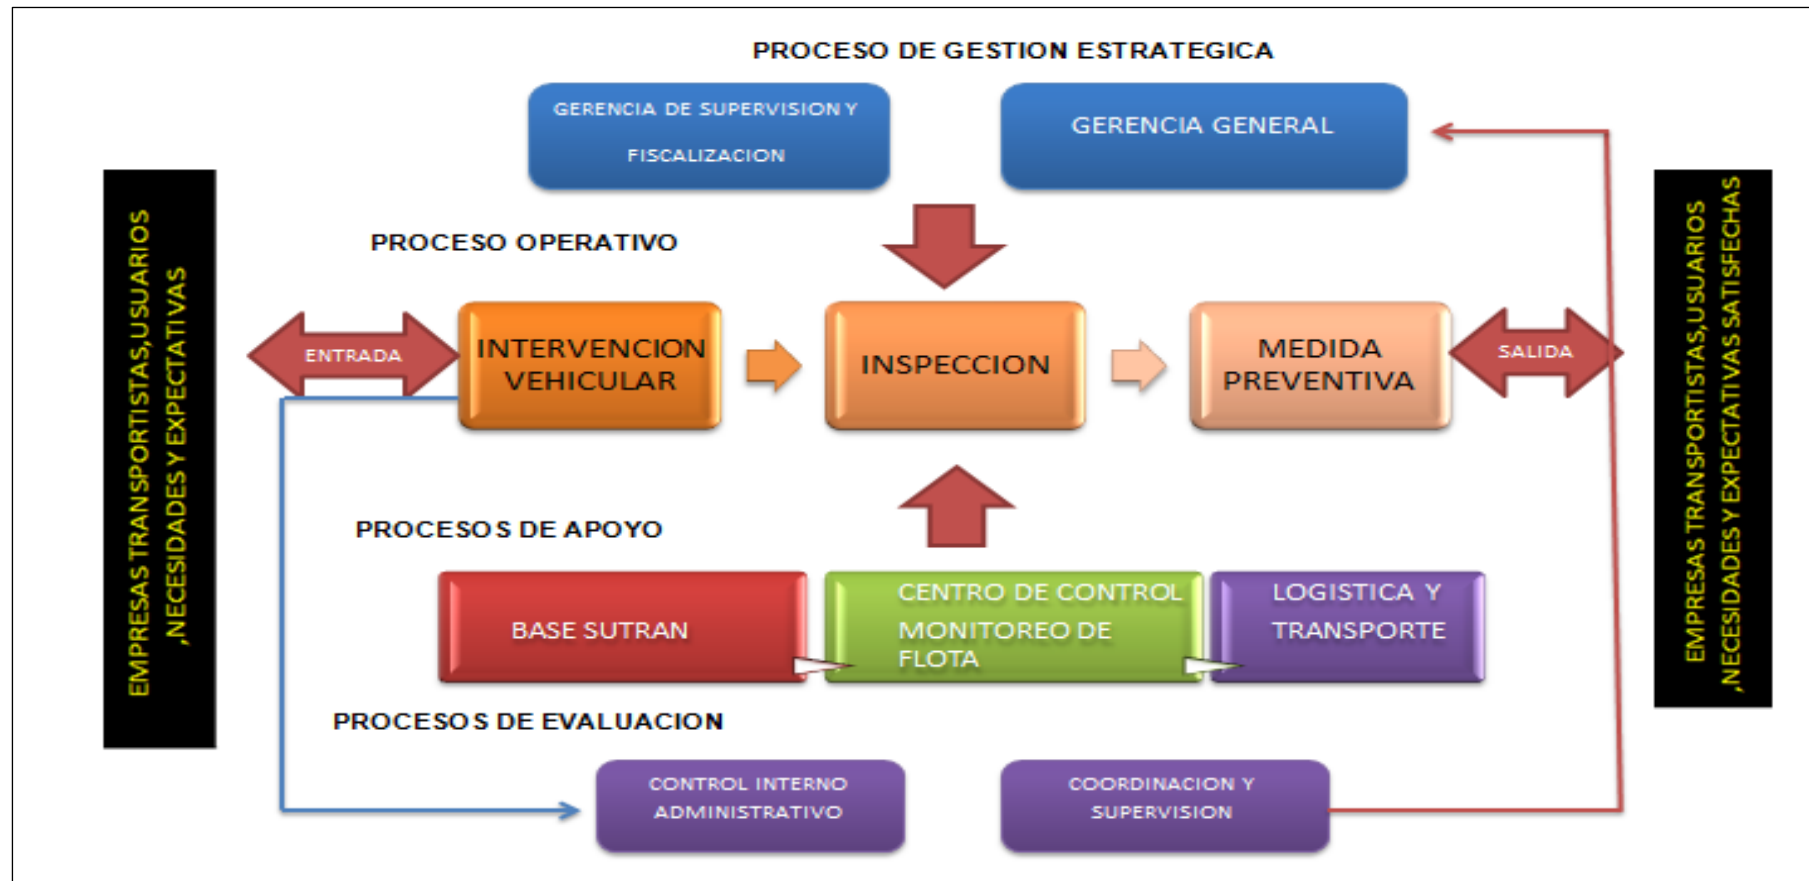 PROCESO DE GESTION ESTRATEGICA
GERENCIA DE SUPERVISION Y
FISCALIZACION
GERENCIA GENERAL
EMPRESAS TRANSPORTISTAS,USUARIOS
,NECESIDADES Y EXPECTATIVAS
PROCESO OPERATIVO
ENTRADA
INTERVENCION
VEHICULAR
INSPECCION
MEDIDA
PREVENTIVA
SALIDA
EMPRESAS TRANSPORTISTAS,USUARIOS
,NECESIDADES Y EXPECTATIVAS SATISFECHAS
PROCESOS DE APOYO
BASE SUTRAN
CENTRO DE CONTROL
MONITOREO DE
FLOTA
LOGISTICA Y
TRANSPORTE
PROCESOS DE EVALUACION
CONTROL INTERNO
ADMINISTRATIVO
COORDINACION Y
SUPERVISION